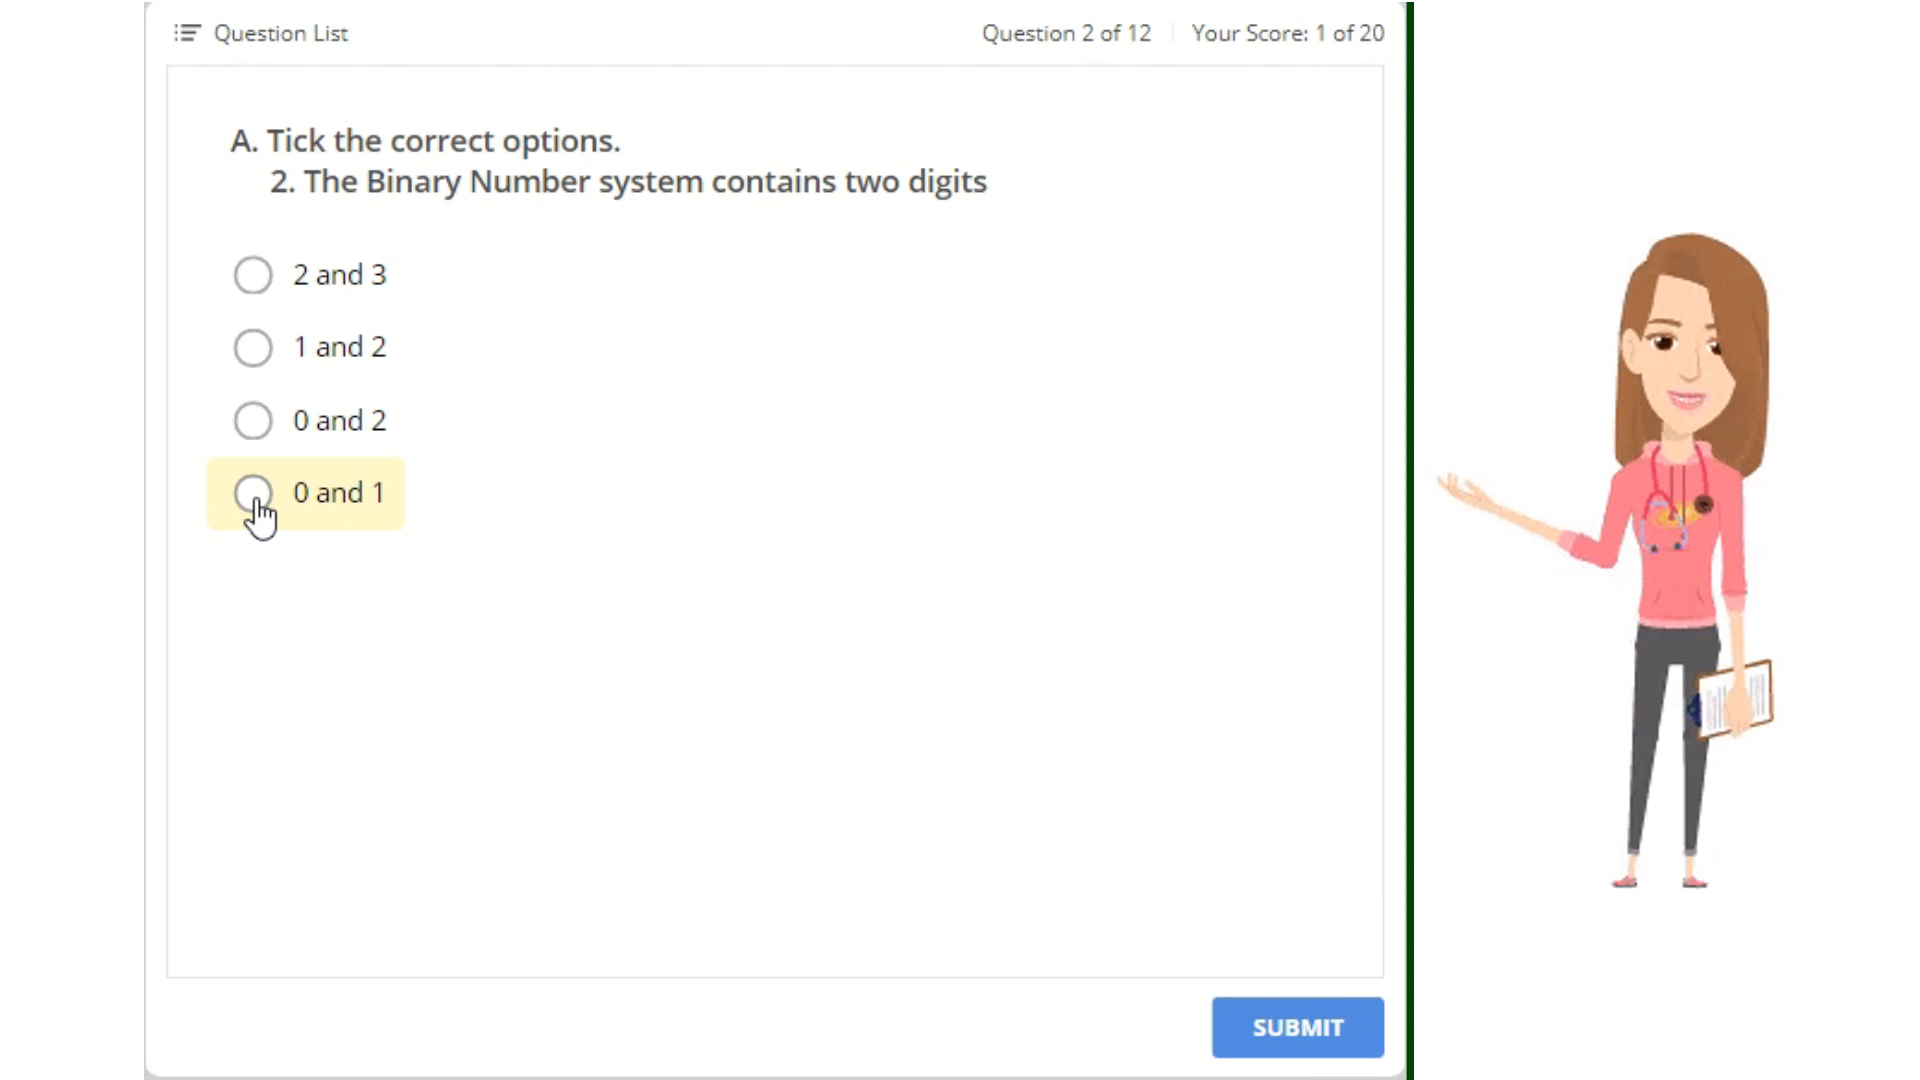 Question List
Question 2 of 12
Your Score: 1 of 20
A. Tick the correct options.
2. The Binary Number system contains two digits
2 and 3
1 and 2
0 and 2
0 and 1
SUBMIT